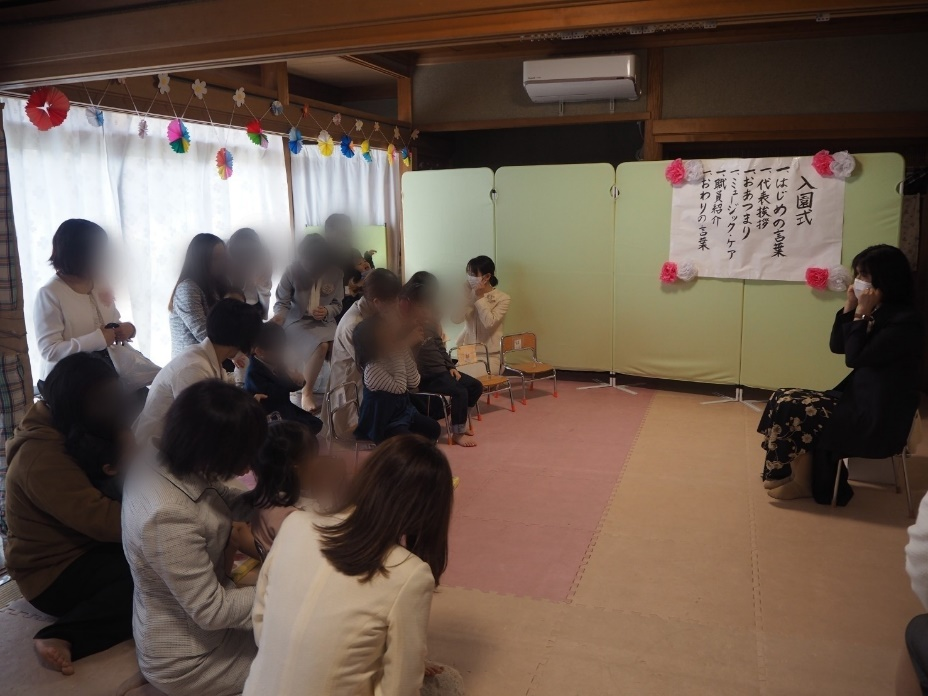 入園式
一はじめの言葉
一代表挨拶
一おあつまり
一ミュージック・ケア
一職員紹介
一おわりの言葉